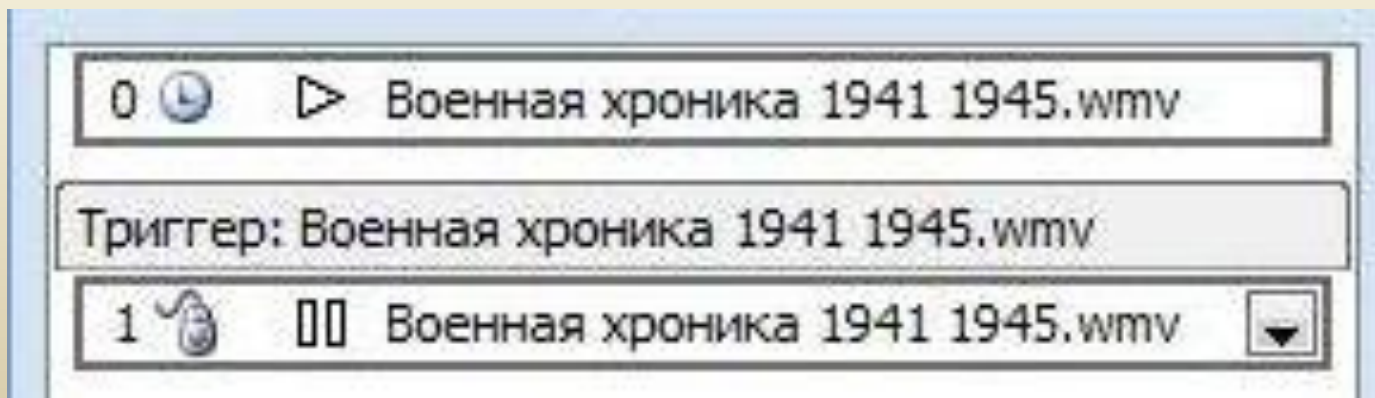 0 Военная хроника 1941 1945.wmv
Триггер: Военная хроника 1941 1945.wmv
1 Военная хроника 1941 1945.wmv